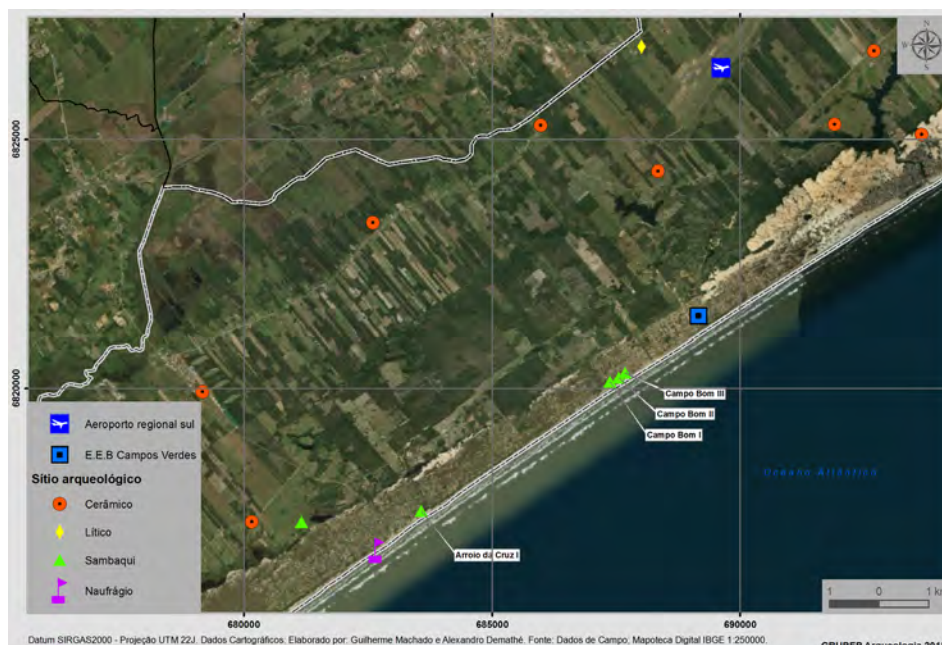 N
W
E
S
6825000
6820000
Campo Bom III
Campo Bom II
Campo Bom I
Oceano Atlântico
Arroio da Cruz I
Aeroporto regional sul
E.E.B Campos Verdes
Sítio arqueológico
Cerâmico
Lítico
Sambaqui
Naufrágio
1 0 1 km
680000 685000 690000
Datum SIRGAS2000 - Projeção UTM 22J. Dados Cartográficos. Elaborado por: Guilherme Machado e Alexandro Demathé. Fonte: Dados de Campo; Mapoteca Digital IBGE 1:250000.
Arqueologia